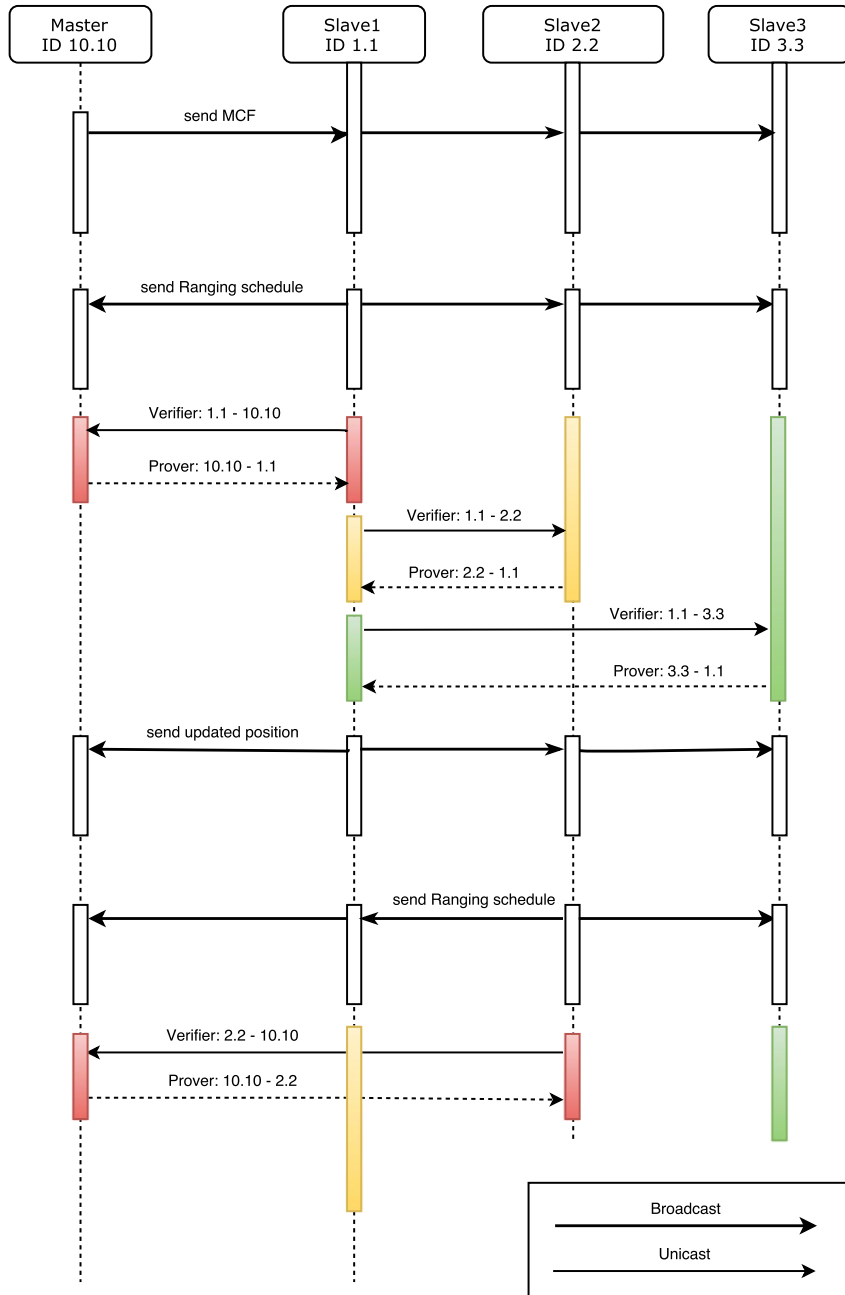 Master
ID 10.10
Slave1
ID 1.1
Slave2
ID 2.2
Slave3
ID 3.3
send MCF
send Ranging schedule
Verifier: 1.1 - 10.10
Prover: 10.10 - 1.1
Verifier: 1.1 - 2.2
Prover: 2.2 - 1.1
Verifier: 1.1 - 3.3
Prover: 3.3 - 1.1
send updated position
send Ranging schedule
Verifier: 2.2 - 10.10
Prover: 10.10 - 2.2
Broadcast
Unicast